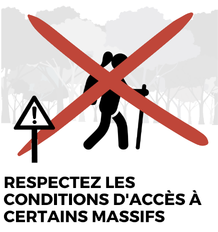 RESPECTEZ LES
CONDITIONS D'ACCÈS À
CERTAINS MASSIFS